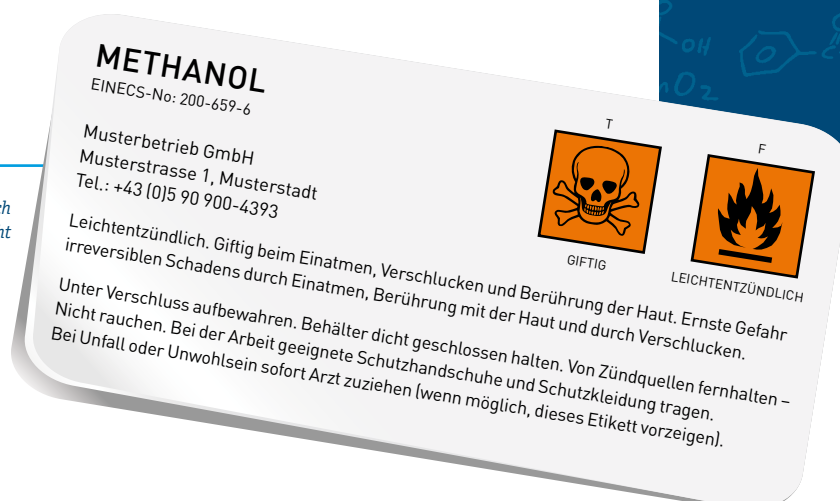 METHANOL
EINECS-No: 200-659-6
Musterbetrieb GmbH
Musterstrasse 1, Musterstadt
Tel.: +43 (0)5 90 900-4393
T
GIFTIG
F
LEICHTENTZÜNDLICH
Leichtentzündlich. Giftig beim Einatmen, Verschlucken und Berührung der Haut. Ernste Gefahr
irreversiblen Schadens durch Einatmen, Berührung mit der Haut und durch Verschlucken.
Unter Verschluss aufbewahren. Behälter dicht geschlossen halten. Von Zündquellen fernhalten –
Nicht rauchen. Bei der Arbeit geeignete Schutzhandschuhe und Schutzkleidung tragen.
Bei Unfall oder Unwohlsein sofort Arzt zuziehen (wenn möglich, dieses Etikett vorzeigen).
OH